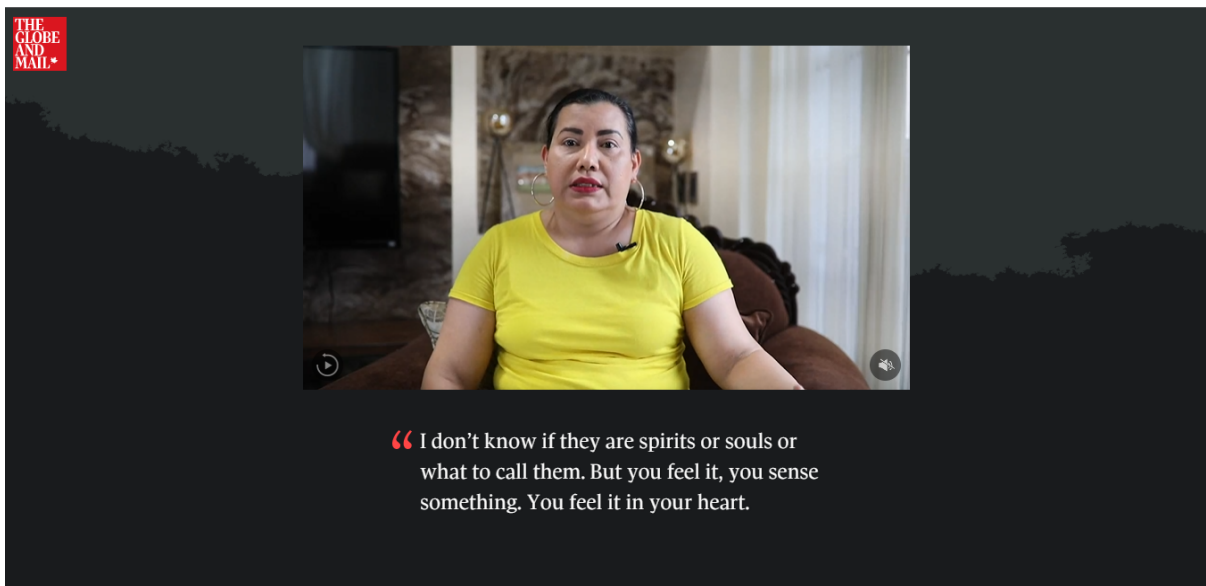 THE
GLOBE
AND
MAIL
“ I don’t know if they are spirits or souls or
what to call them. But you feel it, you sense
something. You feel it in your heart.